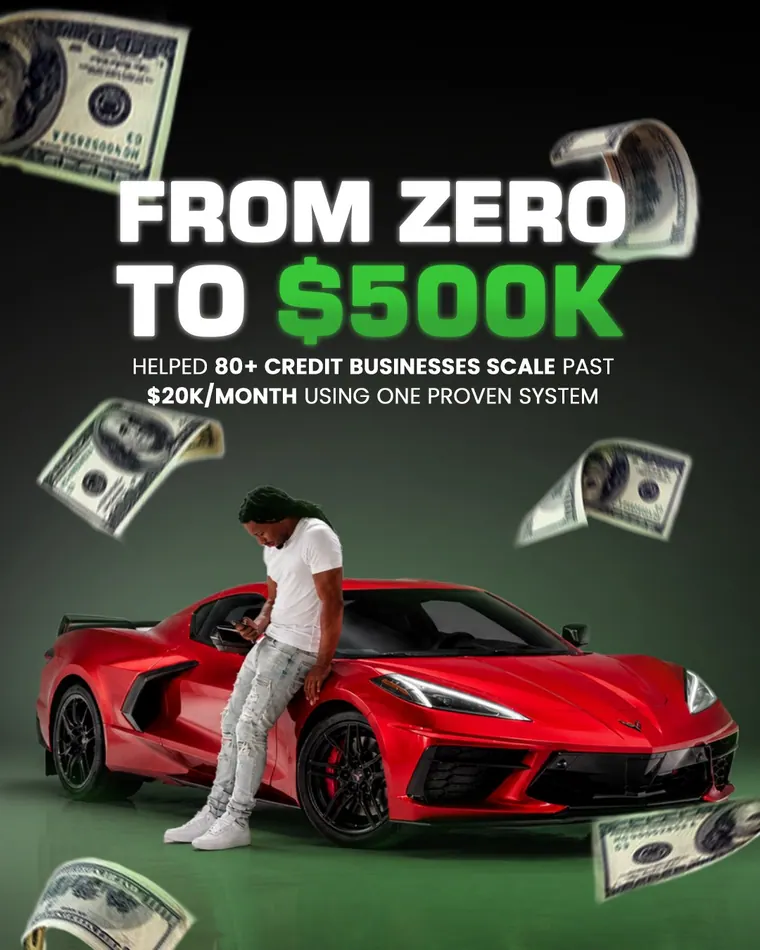 FROM ZERO
TO $500K
HELPED 80+ CREDIT BUSINESSES SCALE PAST
$20K/MONTH USING ONE PROVEN SYSTEM